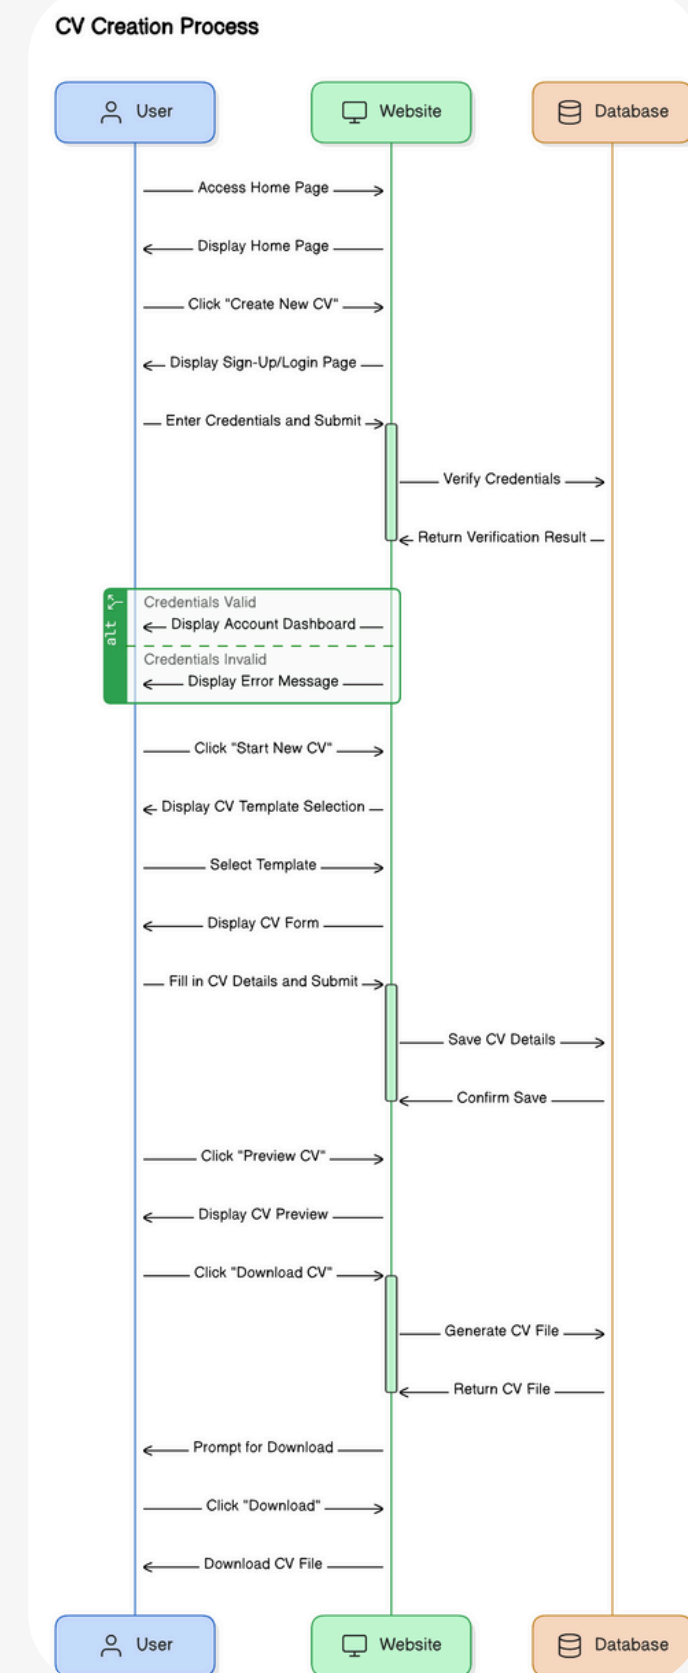 CV Creation Process
User
Website
Database
Access Home Page
Display Home Page
Click "Create New CV"
Display Sign-Up/Login Page
Enter Credentials and Submit
Verify Credentials
Return Verification Result
alt
Credentials Valid
Display Account Dashboard
Credentials Invalid
Display Error Message
Click "Start New CV"
Display CV Template Selection
Select Template
Display CV Form
Fill in CV Details and Submit
Save CV Details
Confirm Save
Click "Preview CV"
Display CV Preview
Click "Download CV"
Generate CV File
Return CV File
Prompt for Download
Click "Download"
Download CV File
User
Website
Database